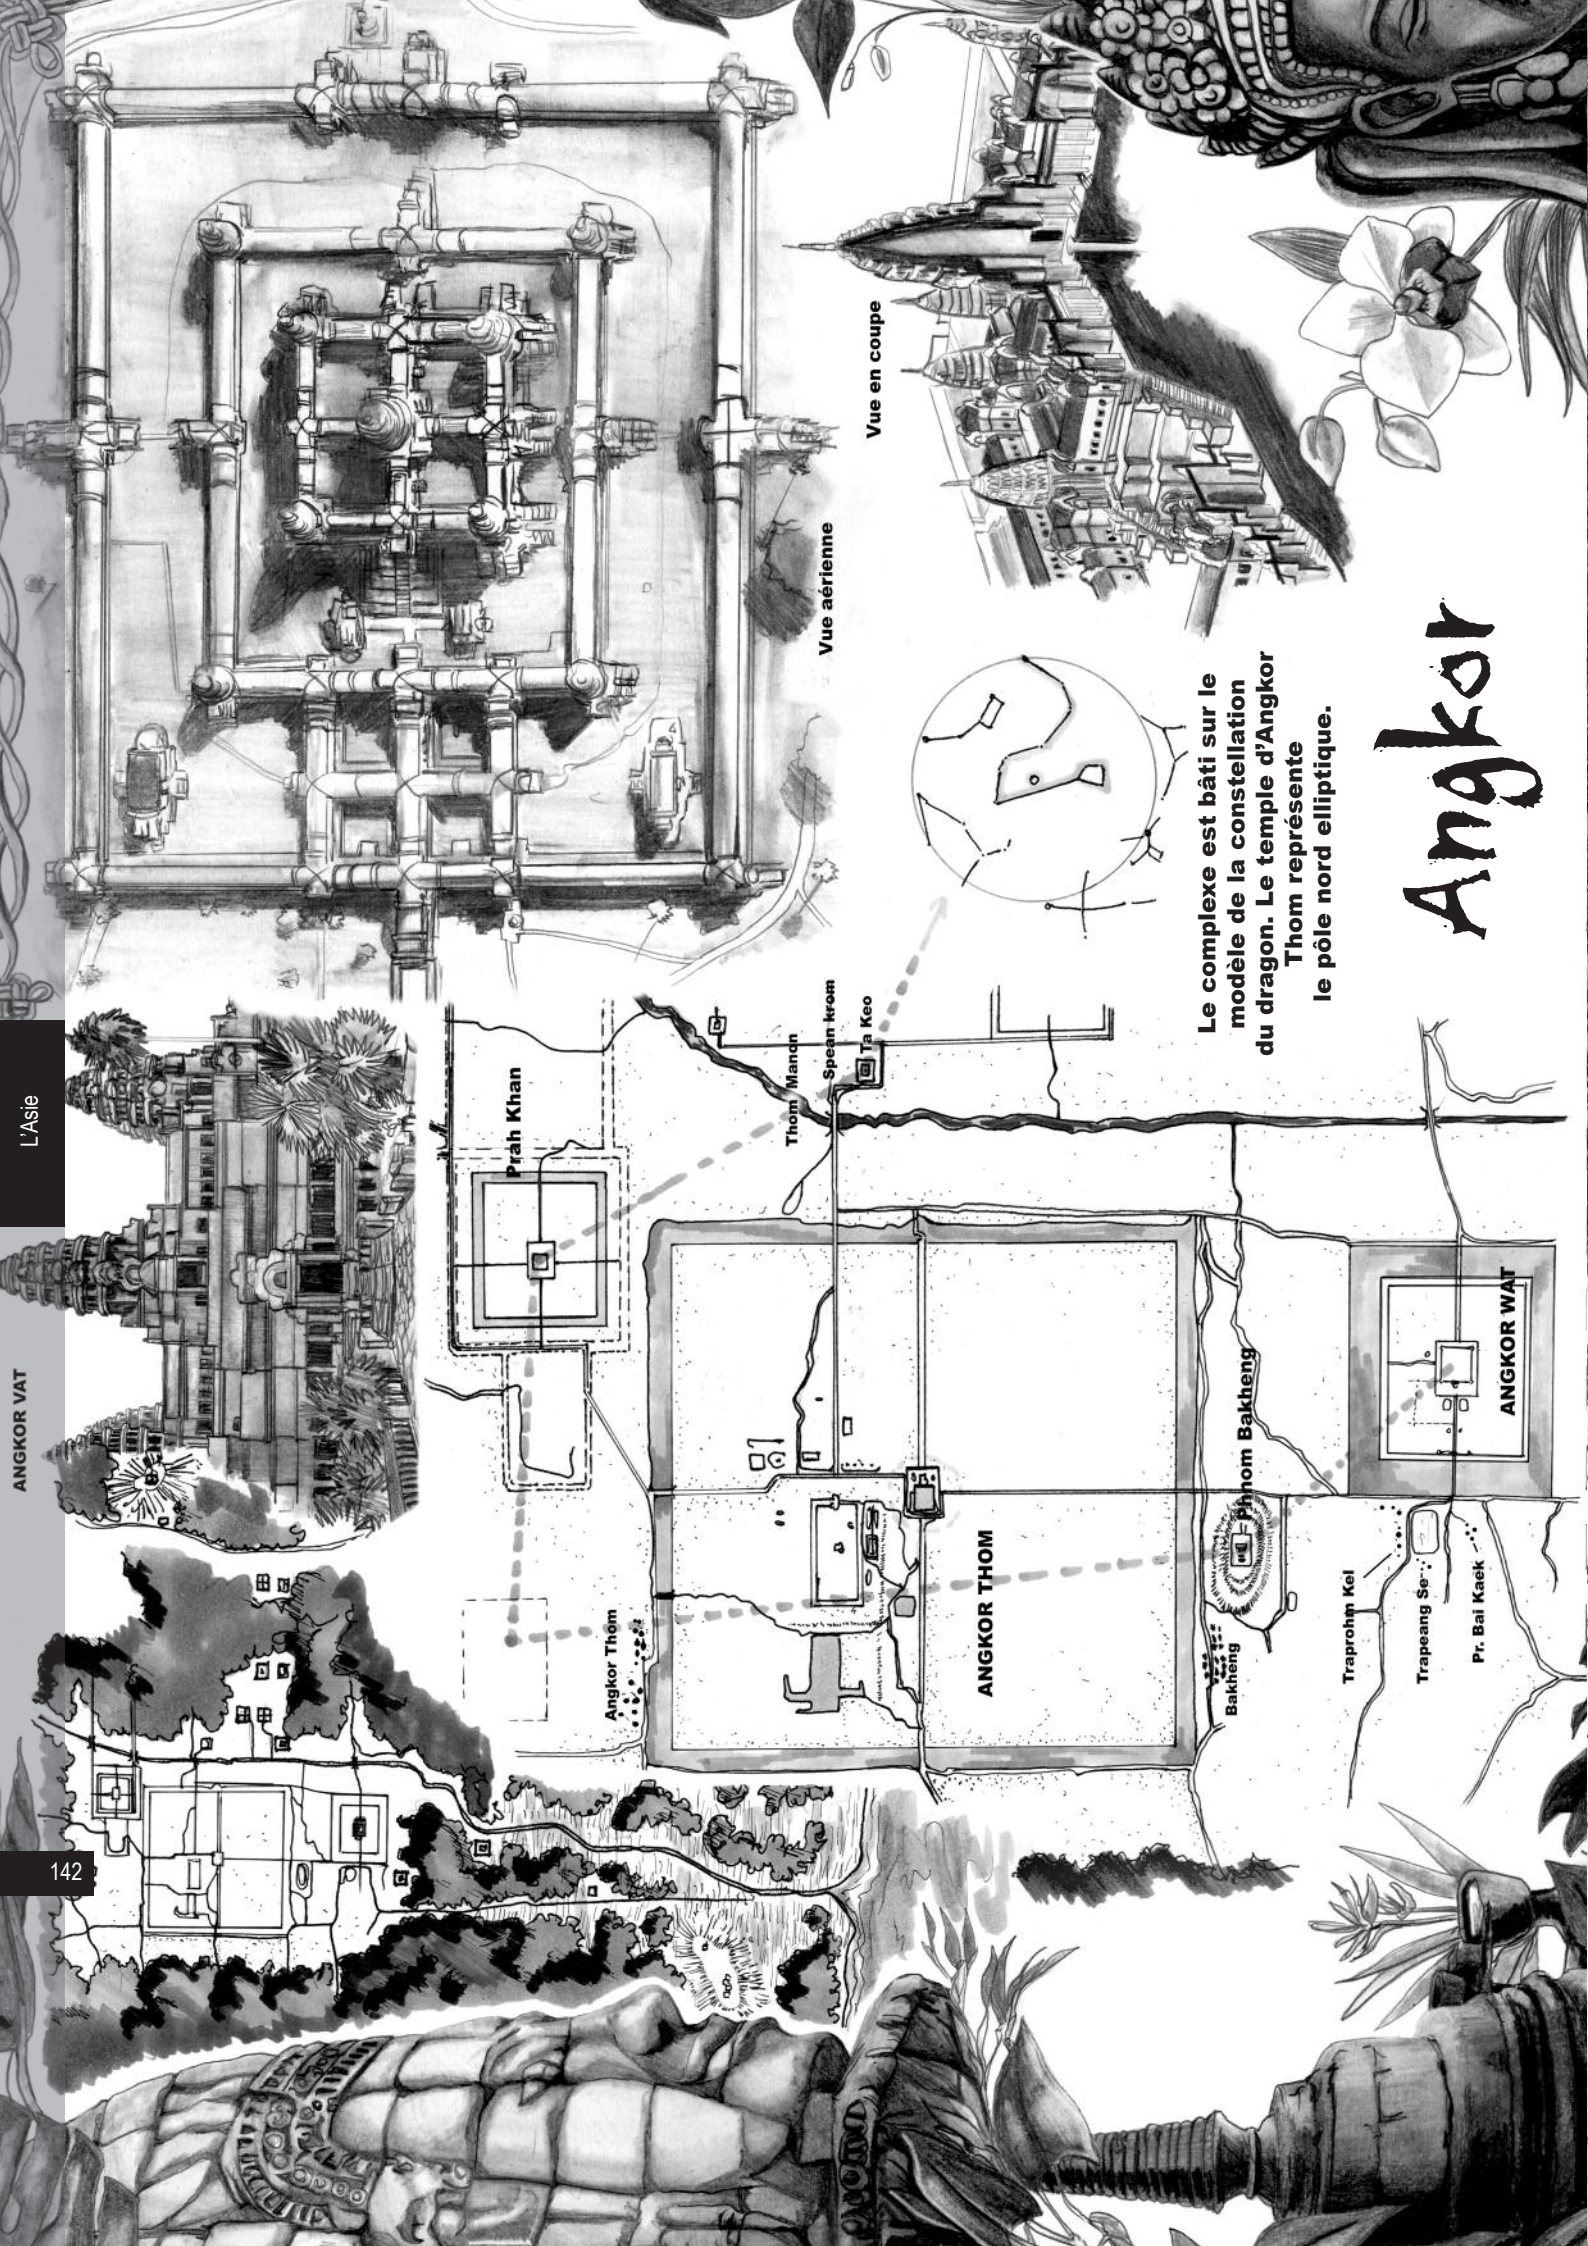 ANGKOR VAT
L'Asie
142
Vue aérienne
Vue en coupe
Prah Khan
Thom Manon
Spean krom
Ta Keo
Angkor Thom
ANGKOR THOM
Phnom Bakheng
Bakheng
ANGKOR WAT
Traprohm Kel
Trapeang Se
Pr. Bai Kaek
Le complexe est bâti sur le
modèle de la constellation
du dragon. Le temple d'Angkor
Thom représente
le pôle nord elliptique.
Angkor